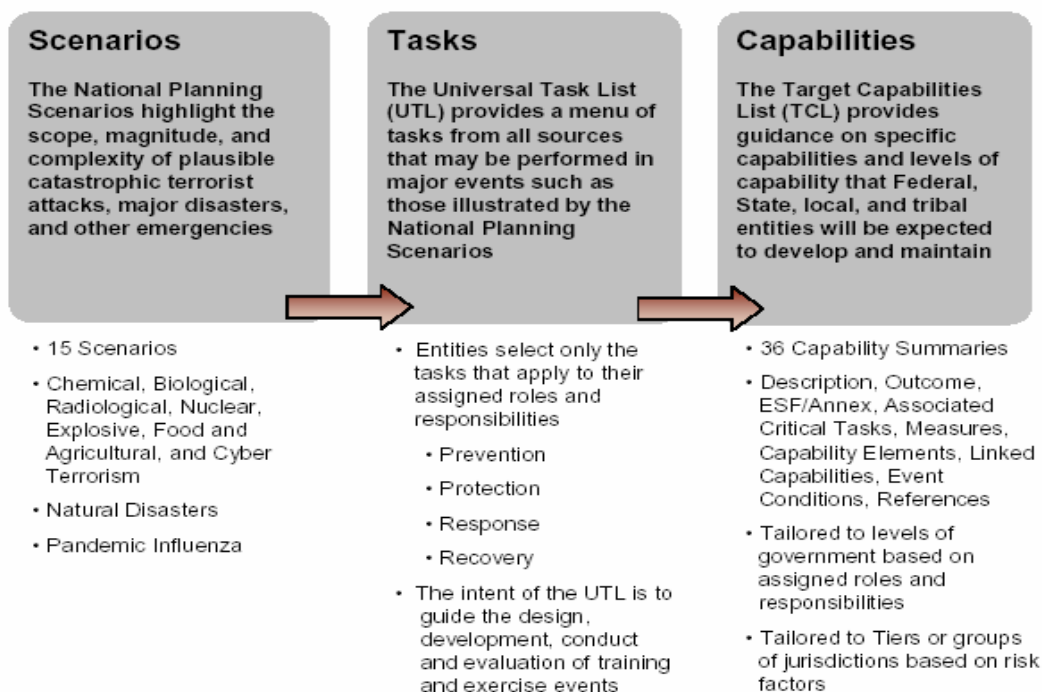 Scenarios
The National Planning
Scenarios highlight the
scope, magnitude, and
complexity of plausible
catastrophic terrorist
attacks, major disasters,
and other emergencies
• 15 Scenarios
• Chemical, Biological,
Radiological, Nuclear,
Explosive, Food and
Agricultural, and Cyber
Terrorism
• Natural Disasters
• Pandemic Influenza
Tasks
The Universal Task List
(UTL) provides a menu of
tasks from all sources
that may be performed in
major events such as
those illustrated by the
National Planning
Scenarios
• Entities select only the
tasks that apply to their
assigned roles and
responsibilities
• Prevention
• Protection
• Response
• Recovery
• The intent of the UTL is to
guide the design,
development, conduct
and evaluation of training
and exercise events
Capabilities
The Target Capabilities
List (TCL) provides
guidance on specific
capabilities and levels of
capability that Federal,
State, local, and tribal
entities will be expected
to develop and maintain
• 36 Capability Summaries
• Description, Outcome,
ESF/Annex, Associated
Critical Tasks, Measures,
Capability Elements, Linked
Capabilities, Event
Conditions, References
• Tailored to levels of
government based on
assigned roles and
responsibilities
• Tailored to Tiers or groups
of jurisdictions based on risk
factors